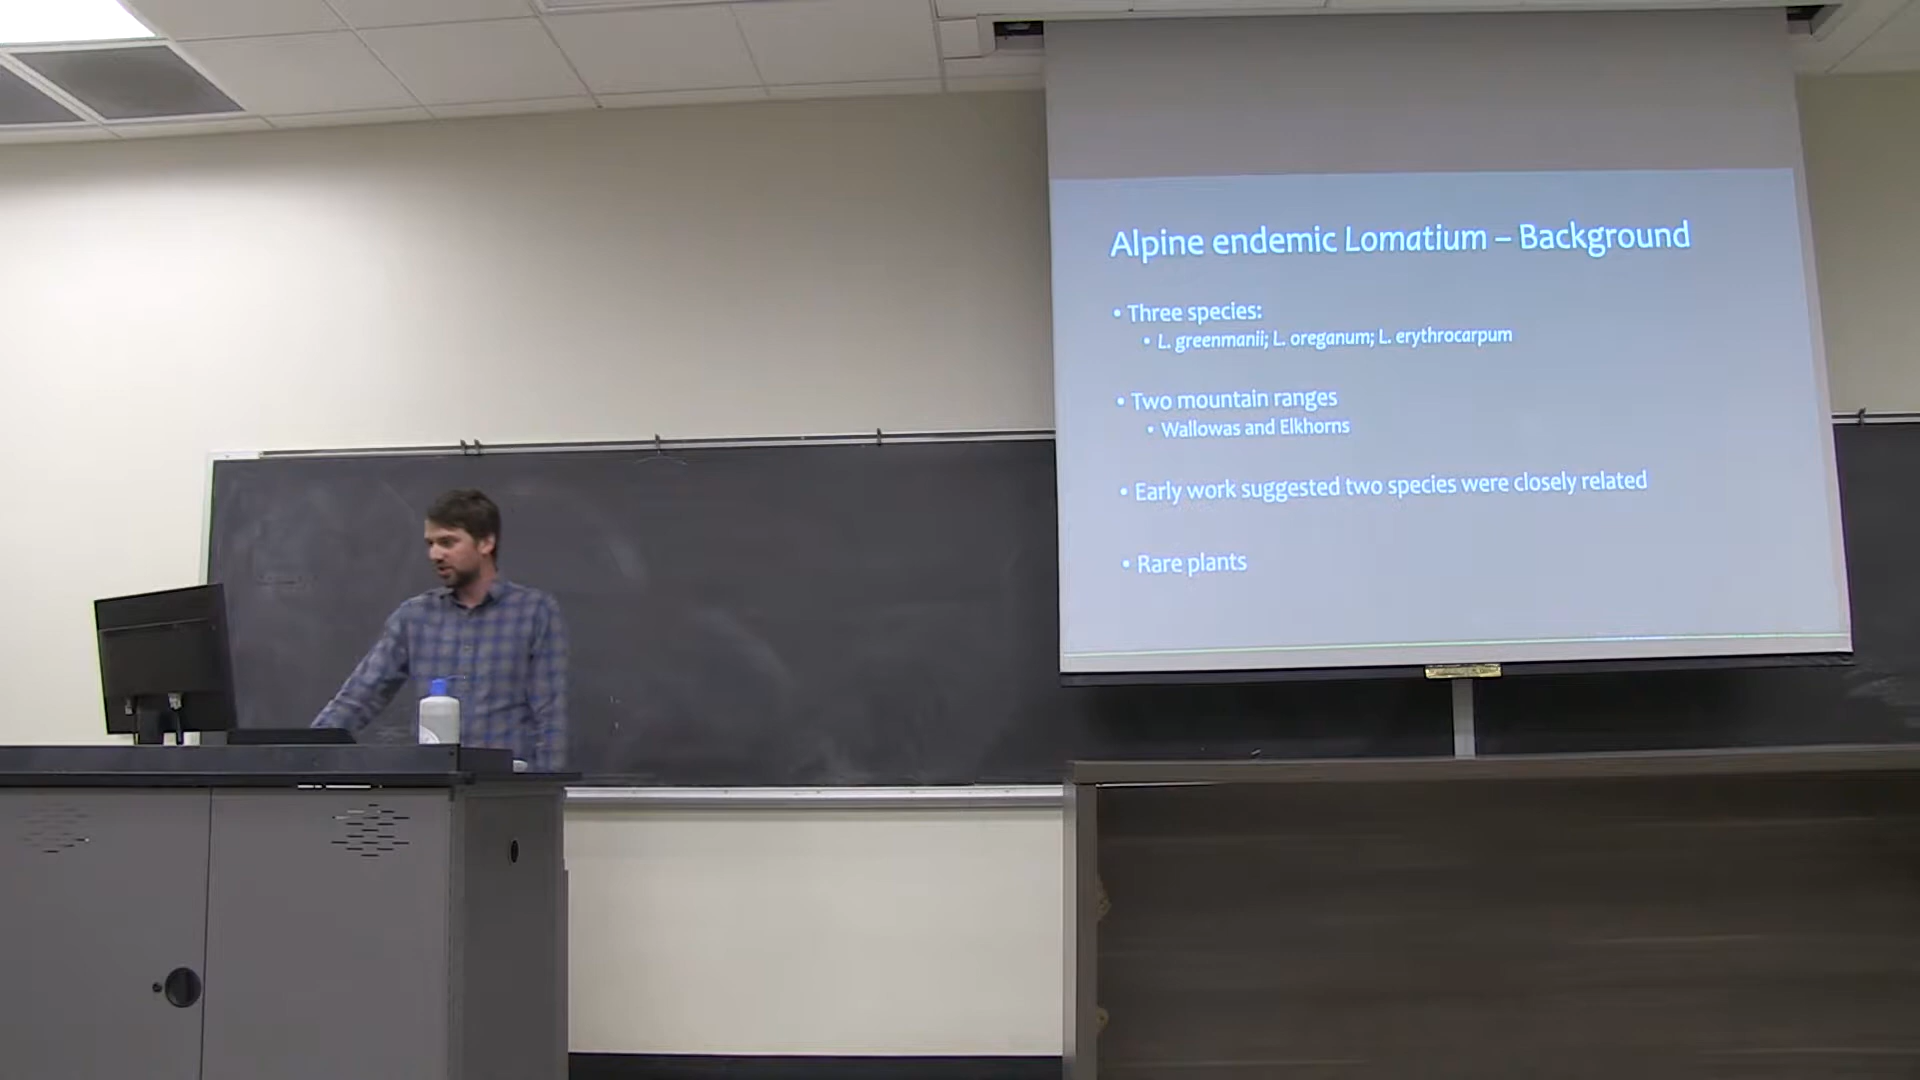 Alpine endemic Lomatium – Background
• Three species:
• L. greenmanii; L. oreganum; L. erythrocarpum
• Two mountain ranges
• Wallowas and Elkhorns
• Early work suggested two species were closely related
• Rare plants